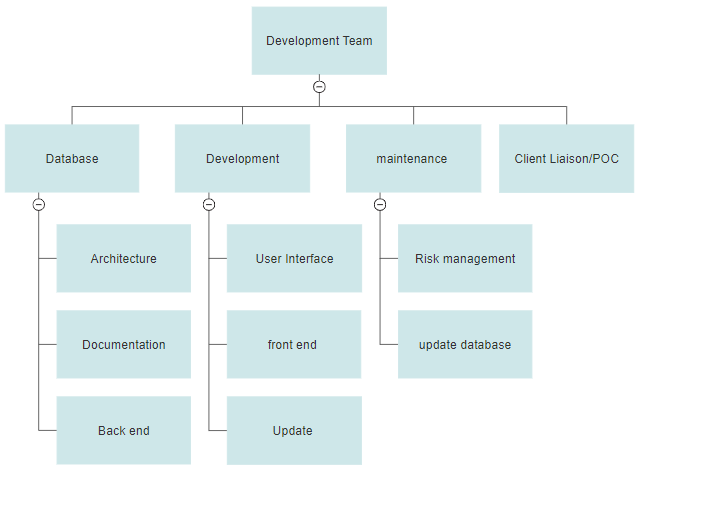 Development Team
Database
Development
maintenance
Client Liaison/POC
Architecture
User Interface
Risk management
Documentation
front end
update database
Back end
Update